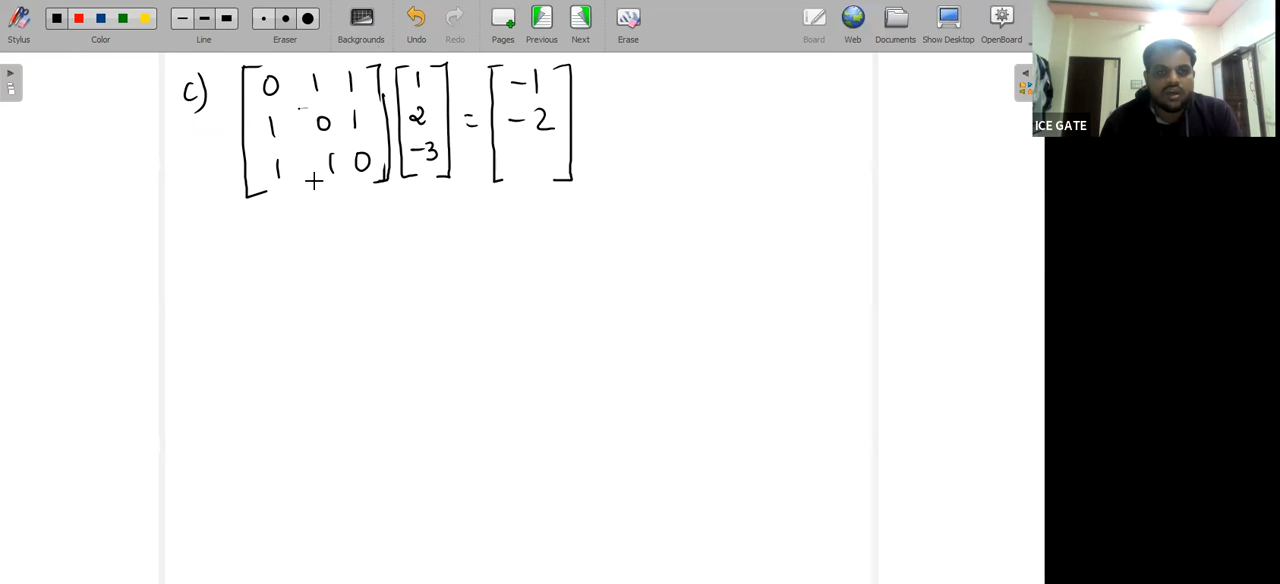 Stylus Color Line Eraser Backgrounds Undo Redo Pages Previous Next Erase Board Web Documents Show Desktop OpenBoard
ICE GATE
c) [0 1 1] [1] = [-1]
[1 0 1] [2] [-2]
[1 1 0] [-3]